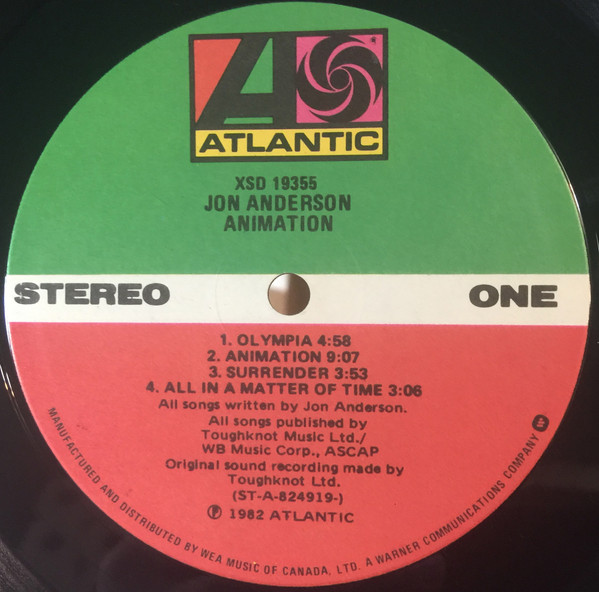 ATLANTIC
XSD 19355
JON ANDERSON
ANIMATION
STEREO
ONE
1. OLYMPIA 4:58
2. ANIMATION 9:07
3. SURRENDER 3:53
4. ALL IN A MATTER OF TIME 3:06
All songs written by Jon Anderson.
All songs published by
Toughknot Music Ltd./
WB Music Corp., ASCAP
Original sound recording made by
Toughknot Ltd.
(ST-A-824919-)
Ⓟ 1982 ATLANTIC
MANUFACTURED AND DISTRIBUTED BY WEA MUSIC OF CANADA, LTD. A WARNER COMMUNICATIONS COMPANY